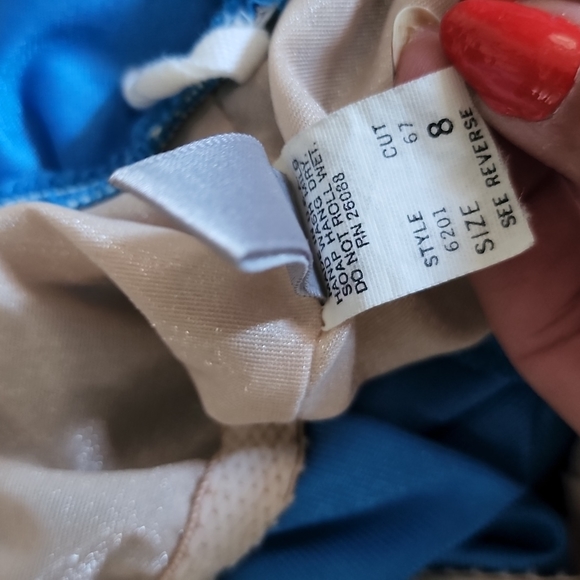 HAND WASH
SOAP HANG DRY.
DO NOT ROLL WET.
RN 26088
STYLE CUT
6201 67
SIZE 8
SEE REVERSE